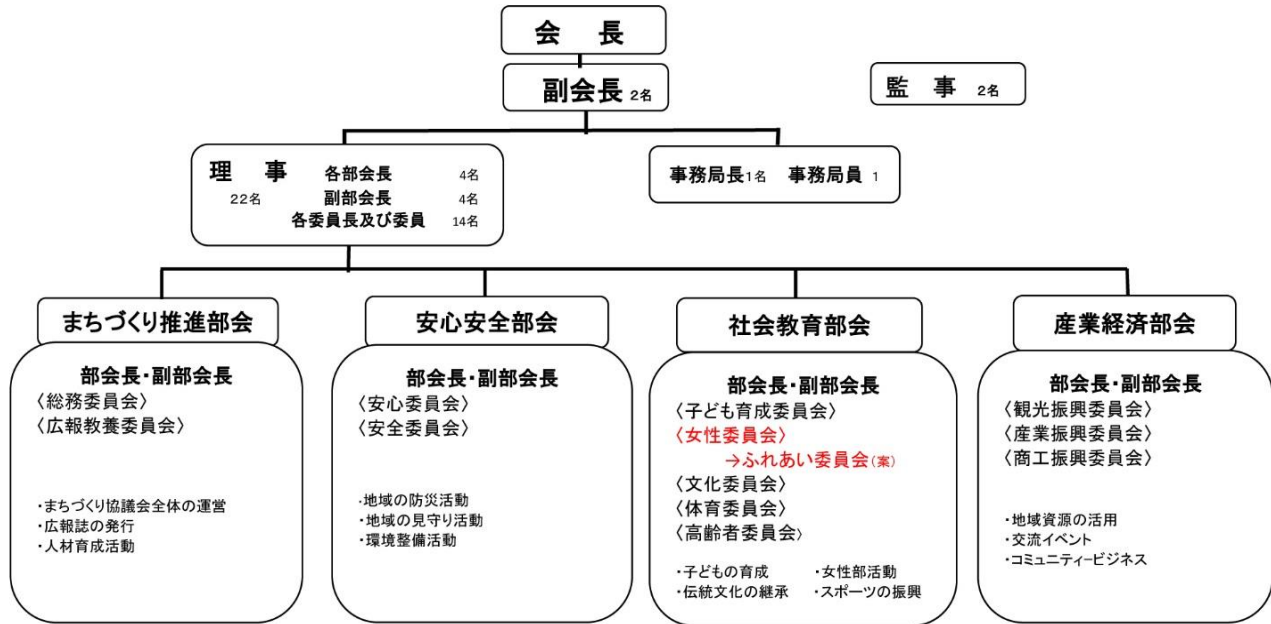 会　長
副会長 2名
監　事 2名
理　事 各部会長 4名
22名 副部会長 4名
各委員長及び委員 14名
事務局長1名 事務局員 1
まちづくり推進部会
部会長・副部会長
〈総務委員会〉
〈広報教養委員会〉
・まちづくり協議会全体の運営
・広報誌の発行
・人材育成活動
安心安全部会
部会長・副部会長
〈安心委員会〉
〈安全委員会〉
・地域の防災活動
・地域の見守り活動
・環境整備活動
社会教育部会
部会長・副部会長
〈子ども育成委員会〉
〈女性委員会〉
→ふれあい委員会(案)
〈文化委員会〉
〈体育委員会〉
〈高齢者委員会〉
・子どもの育成 ・女性部活動
・伝統文化の継承 ・スポーツの振興
産業経済部会
部会長・副部会長
〈観光振興委員会〉
〈産業振興委員会〉
〈商工振興委員会〉
・地域資源の活用
・交流イベント
・コミュニティービジネス